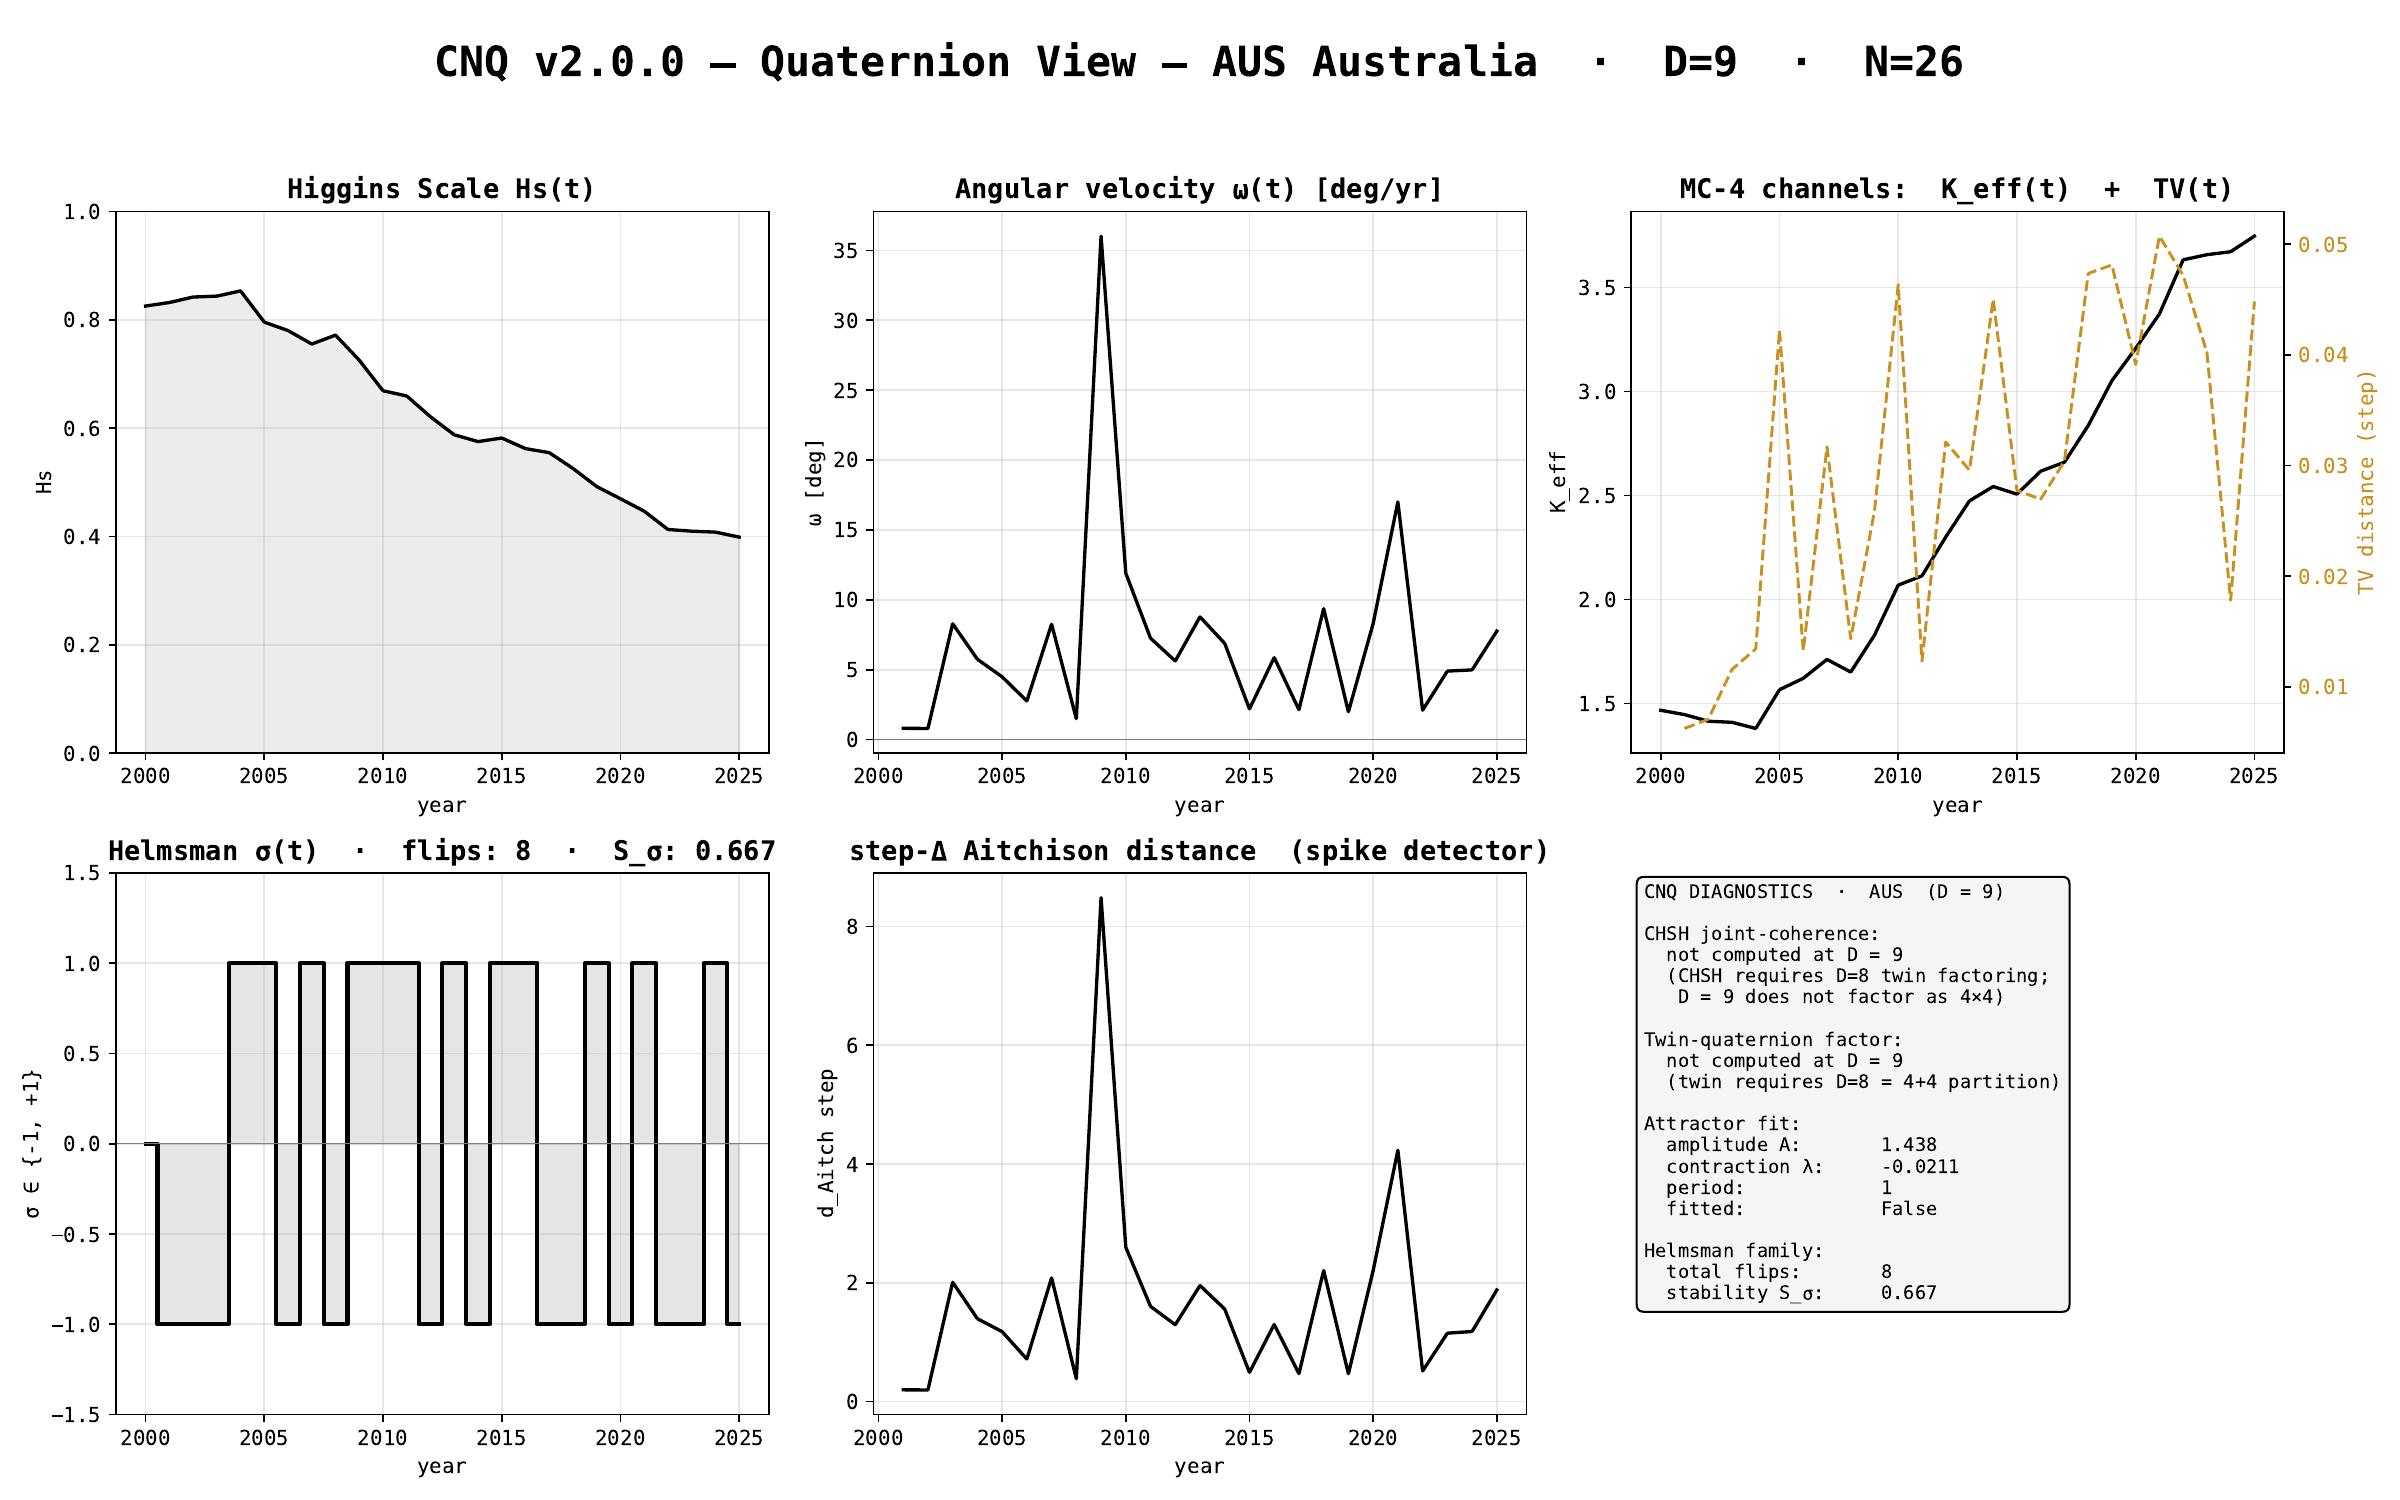 CNQ v2.0.0 — Quaternion View — AUS Australia · D=9 · N=26
Higgins Scale Hs(t)
1.0
0.8
0.6
0.4
0.2
0.0
Hs
2000 2005 2010 2015 2020 2025
year
Angular velocity ω(t) [deg/yr]
35
30
25
20
15
10
5
0
ω [deg]
2000 2005 2010 2015 2020 2025
year
MC-4 channels: K_eff(t) + TV(t)
3.5
3.0
2.5
2.0
1.5
K_eff
0.05
0.04
0.03
0.02
0.01
TV distance (step)
2000 2005 2010 2015 2020 2025
year
Helmsman σ(t) · flips: 8 · S_σ: 0.667
1.5
1.0
0.5
0.0
−0.5
−1.0
−1.5
σ ∈ {-1, +1}
2000 2005 2010 2015 2020 2025
year
step-Δ Aitchison distance (spike detector)
8
6
4
2
0
d_Aitch step
2000 2005 2010 2015 2020 2025
year
CNQ DIAGNOSTICS · AUS (D = 9)
CHSH joint-coherence:
not computed at D = 9
(CHSH requires D=8 twin factoring;
D = 9 does not factor as 4×4)
Twin-quaternion factor:
not computed at D = 9
(twin requires D=8 = 4+4 partition)
Attractor fit:
amplitude A: 1.438
contraction λ: -0.0211
period: 1
fitted: False
Helmsman family:
total flips: 8
stability S_σ: 0.667